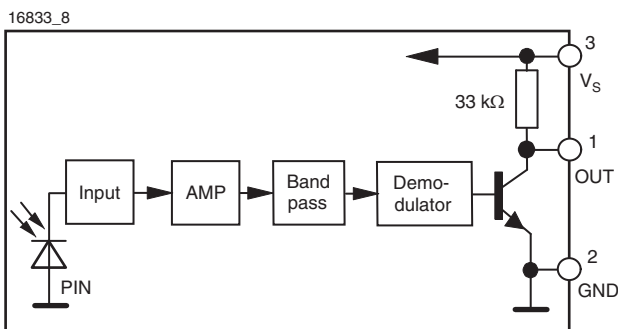 16833_8
3
V_S
33 kΩ
1
OUT
Input
AMP
Band
pass
Demo-
dulator
2
GND
PIN